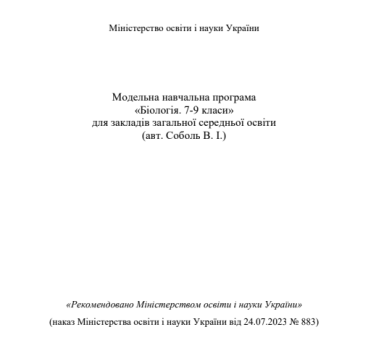 Міністерство освіти і науки України
Модельна навчальна програма
«Біологія. 7-9 класи»
для закладів загальної середньої освіти
(авт. Соболь В. І.)
«Рекомендовано Міністерством освіти і науки України»
(наказ Міністерства освіти і науки України від 24.07.2023 № 883)